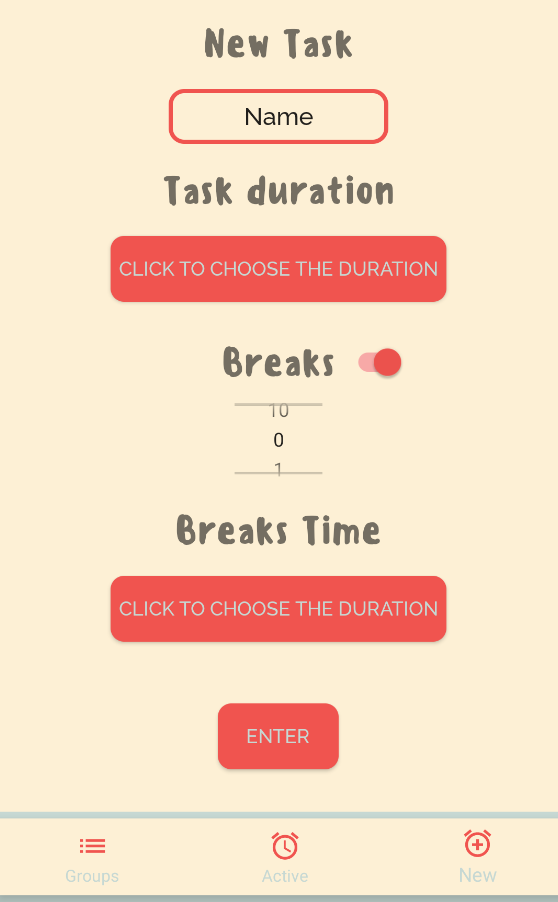 New Task
Name
Task duration
CLICK TO CHOOSE THE DURATION
Breaks
10
0
1
Breaks Time
CLICK TO CHOOSE THE DURATION
ENTER
Groups
Active
New